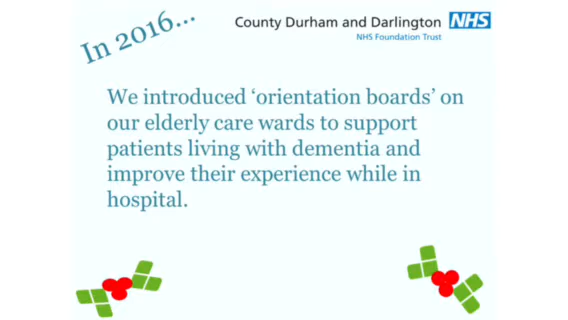 In 2016...
County Durham and Darlington NHS
NHS Foundation Trust
We introduced ‘orientation boards’ on
our elderly care wards to support
patients living with dementia and
improve their experience while in
hospital.